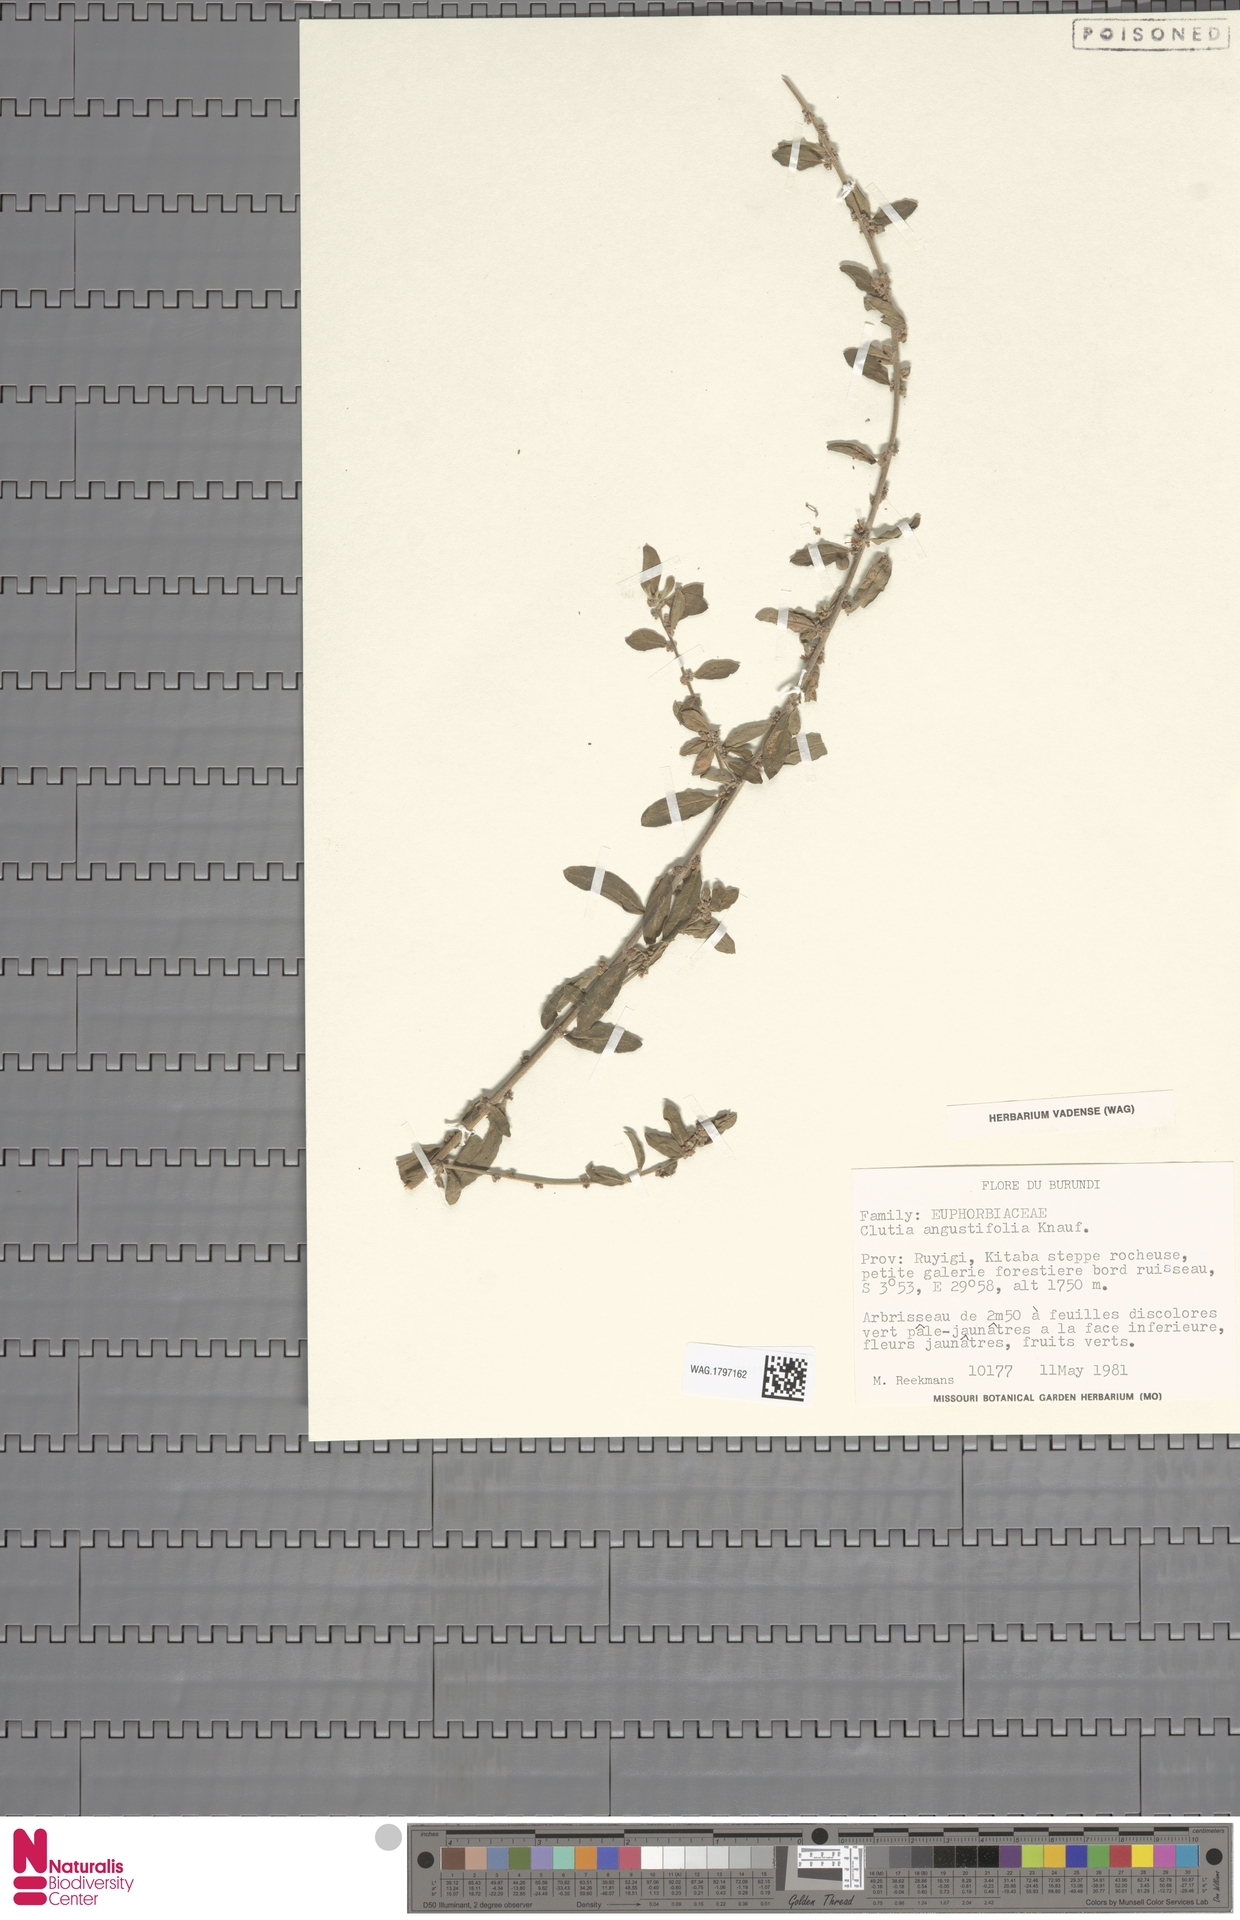 POISONED
HERBARIUM VADENSE (WAG)
FLORE DU BURUNDI
Family: EUPHORBIACEAE
Clutia angustifolia Knauf.
Prov: Ruyigi, Kitaba steppe rocheuse,
petite galerie forestiere bord ruisseau,
S 3°53, E 29°58, alt 1750 m.
Arbrisseau de 2m50 à feuilles discolores
vert pâle-jaunâtres a la face inferieure,
fleurs jaunâtres, fruits verts.
M. Reekmans 10177 11May 1981
MISSOURI BOTANICAL GARDEN HERBARIUM (MO)
WAG.1797162
Naturalis
Biodiversity
Center
inches
centimeters
D50 Illuminant, 2 degree observer
Density
Golden Thread
Colors by Munsell Color Services Lab